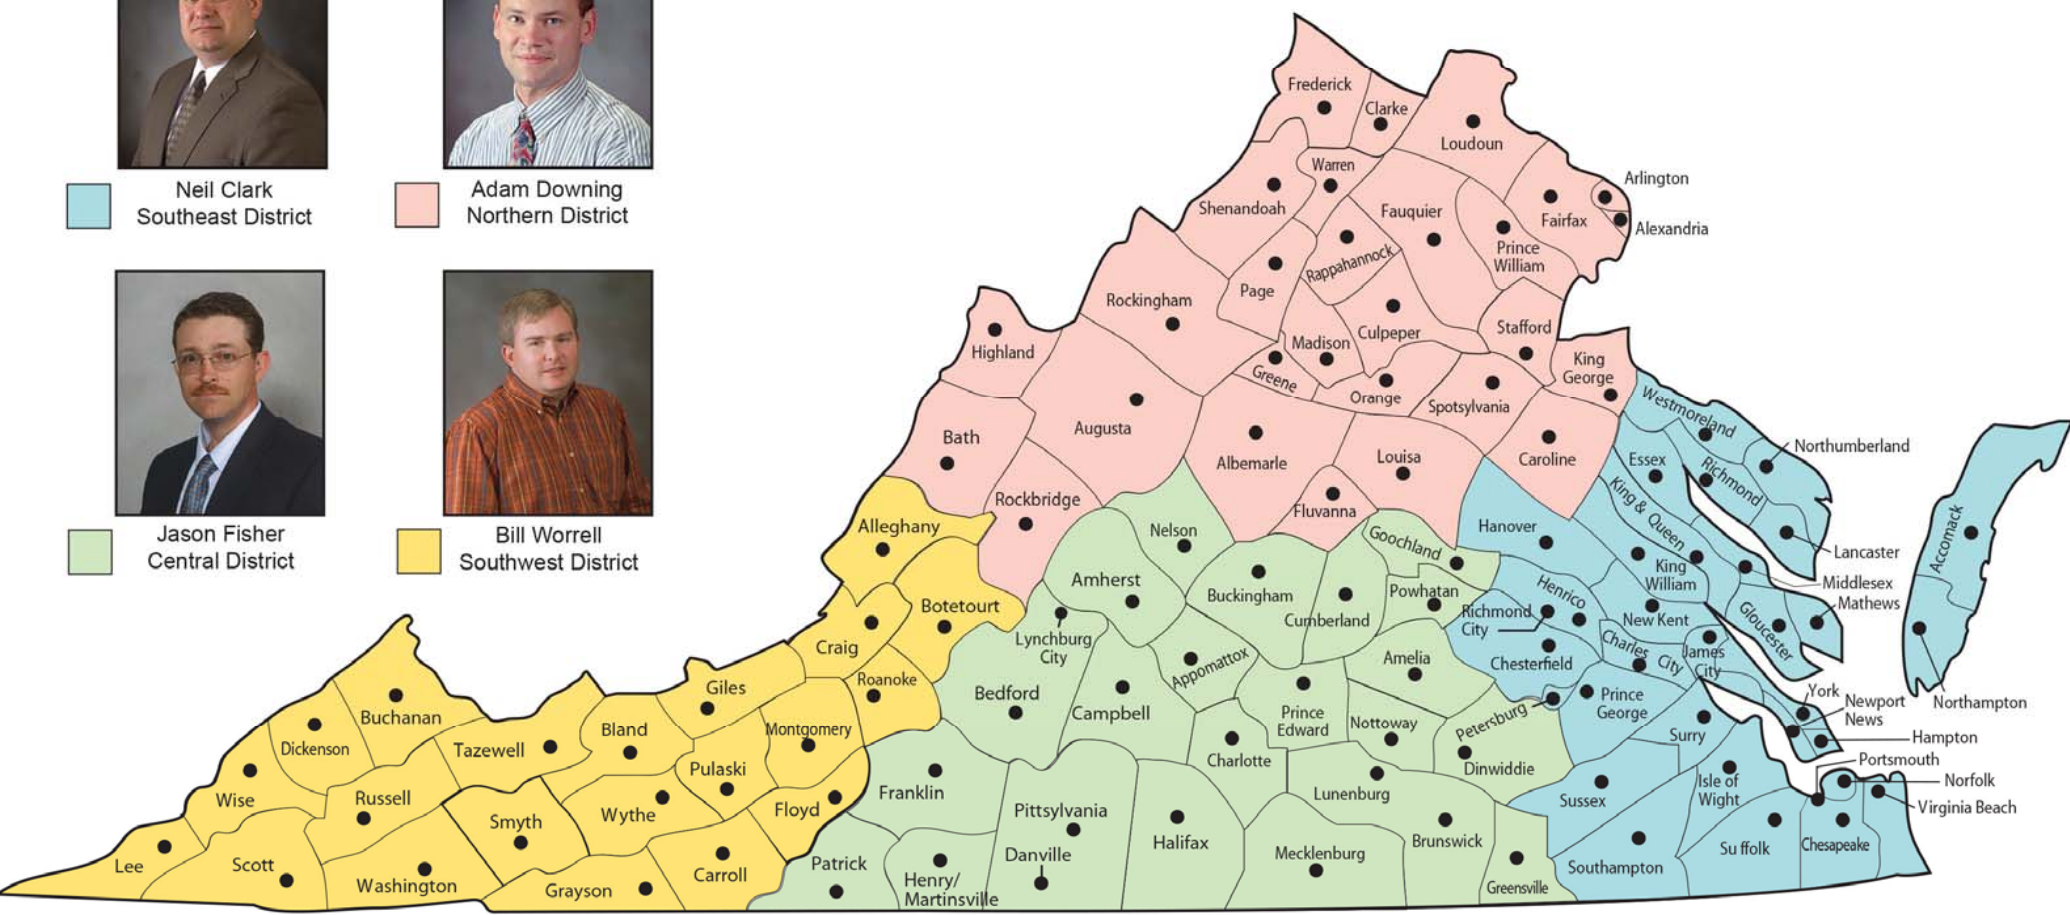 Neil Clark
Southeast District
Adam Downing
Northern District
Jason Fisher
Central District
Bill Worrell
Southwest District
Frederick
Clarke
Loudoun
Warren
Arlington
Shenandoah
Fauquier
Fairfax
Alexandria
Prince
William
Rappahannock
Page
Rockingham
Culpeper
Stafford
Highland
Madison
King
George
Greene
Orange
Spotsylvania
Westmoreland
Augusta
Bath
Albemarle
Louisa
Caroline
Essex
Northumberland
Richmond
Rockbridge
Fluvanna
King & Queen
Alleghany
Nelson
Goochland
Hanover
Accomack
Lancaster
King
William
Middlesex
Mathews
Amherst
Buckingham
Cumberland
Powhatan
Henrico
Richmond
City
New Kent
Gloucester
Botetourt
Craig
Lynchburg
City
Appomattox
Amelia
Chesterfield
Charles City
James
City
Roanoke
Giles
Bedford
Campbell
Prince
Edward
Nottoway
Petersburg
Prince
George
York
Newport
News
Northampton
Buchanan
Dickenson
Tazewell
Bland
Montgomery
Charlotte
Dinwiddie
Surry
Hampton
Portsmouth
Norfolk
Virginia Beach
Pulaski
Wise
Russell
Wythe
Floyd
Franklin
Pittsylvania
Lunenburg
Sussex
Isle of
Wight
Smyth
Halifax
Brunswick
Suffolk
Chesapeake
Lee
Scott
Washington
Grayson
Carroll
Patrick
Henry/
Martinsville
Danville
Mecklenburg
Greensville
Southampton